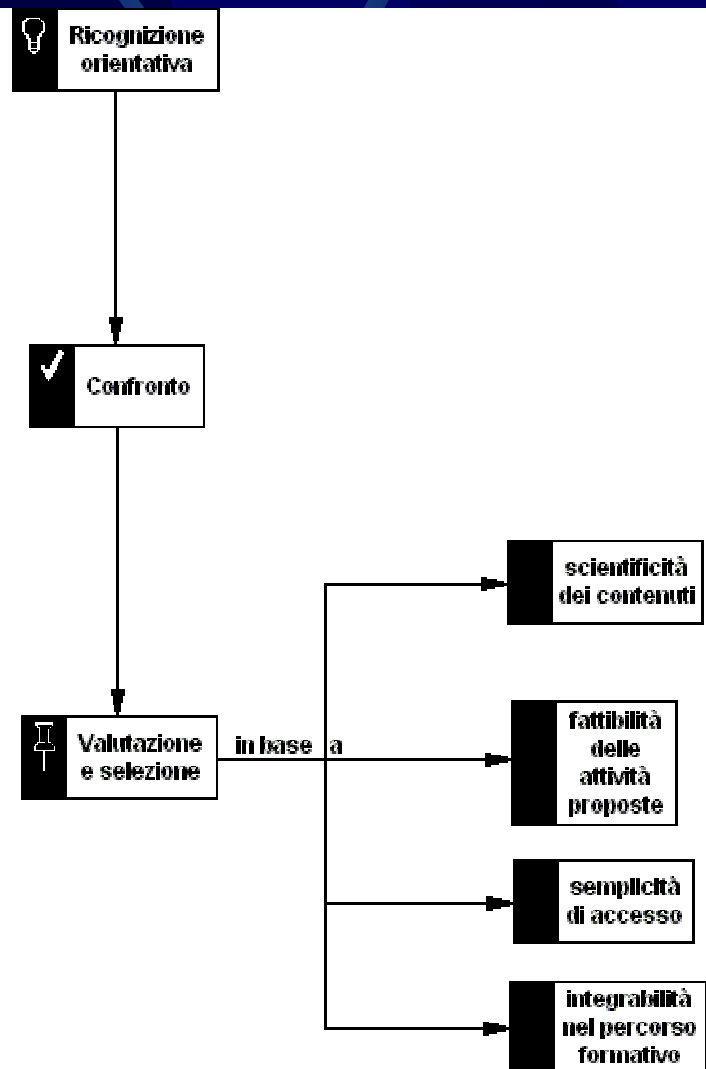 Ricognizione
orientativa
Confronto
Valutazione
e selezione
in base a
scientificità
dei contenuti
fattibilità
delle
attività
proposte
semplicità
di accesso
integrabilità
nel percorso
formativo